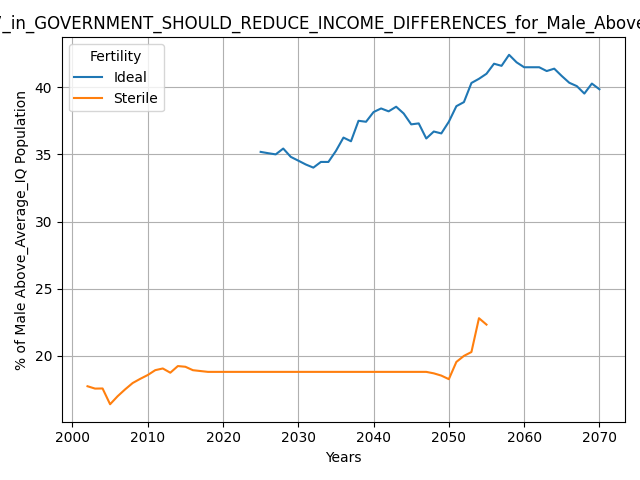 _in_GOVERNMENT_SHOULD_REDUCE_INCOME_DIFFERENCES_for_Male_Above
Fertility
Ideal
Sterile
% of Male Above_Average_IQ Population
40
35
30
25
20
2000 2010 2020 2030 2040 2050 2060 2070
Years